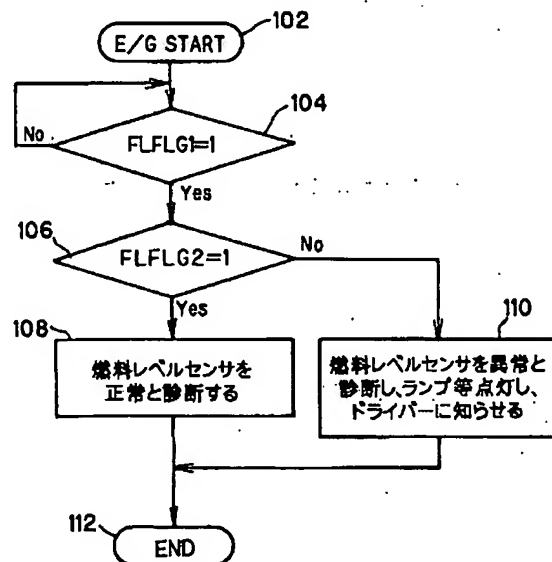 E/G START
102
104
No
FLFLG1=1
Yes
106
FLFLG2=1
No
Yes
108
110
燃料レベルセンサを
正常と診断する
燃料レベルセンサを異常と
診断し、ランプ等点灯し、
ドライバーに知らせる
112
END